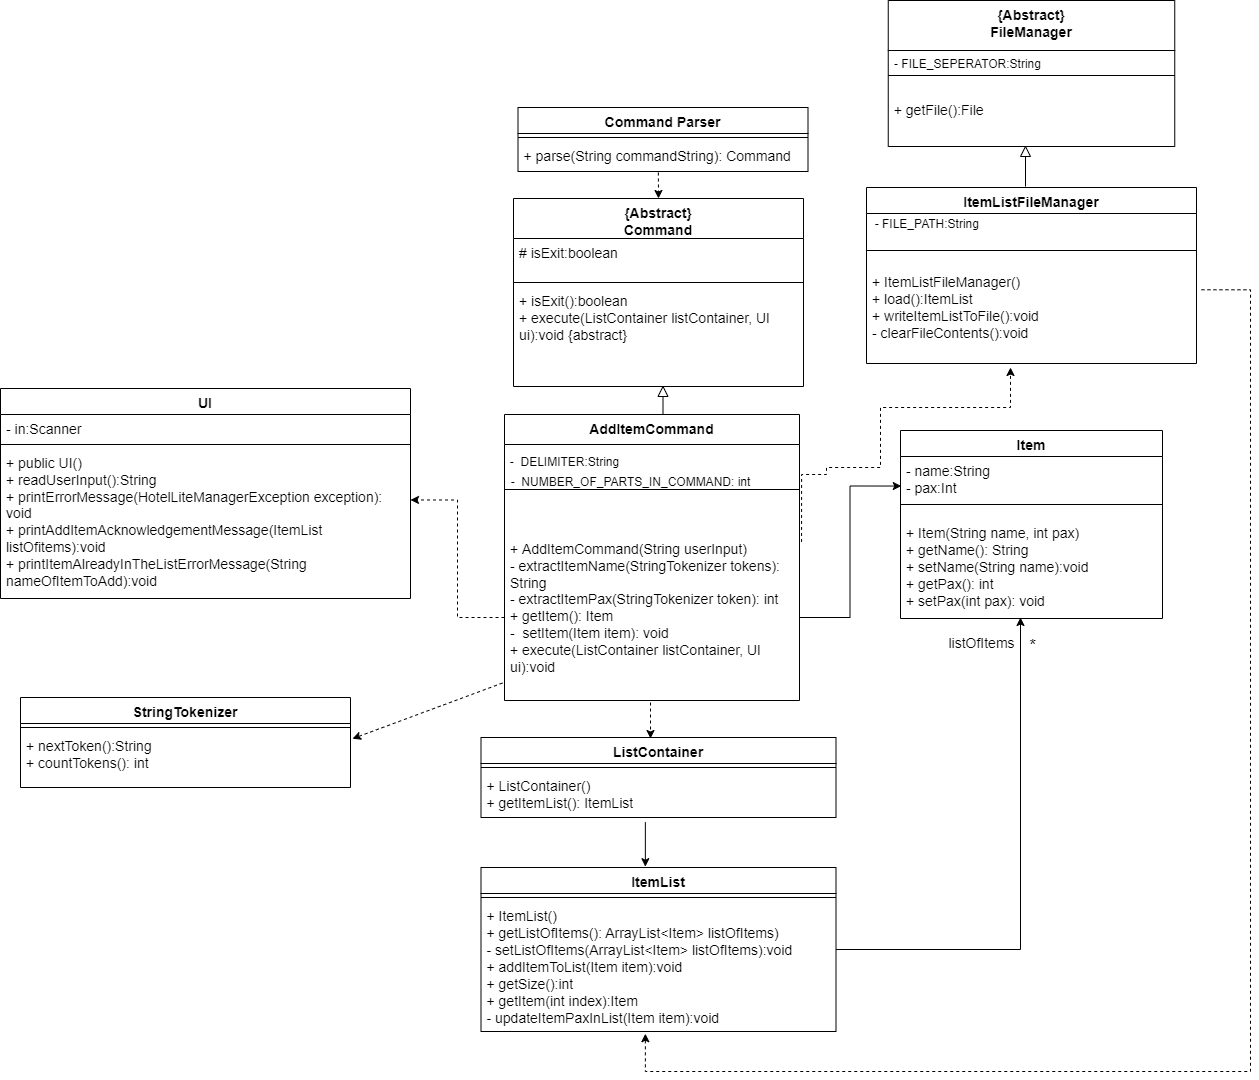 {Abstract}
FileManager
- FILE_SEPERATOR:String
+ getFile():File
Command Parser
+ parse(String commandString): Command
{Abstract}
Command
# isExit:boolean
+ isExit():boolean
+ execute(ListContainer listContainer, UI
ui):void {abstract}
ItemListFileManager
- FILE_PATH:String
+ ItemListFileManager()
+ load():ItemList
+ writeItemListToFile():void
- clearFileContents():void
UI
- in:Scanner
+ public UI()
+ readUserInput():String
+ printErrorMessage(HotelLiteManagerException exception):
void
+ printAddItemAcknowledgementMessage(ItemList
listOfitems):void
+ printItemAlreadyInTheListErrorMessage(String
nameOfItemToAdd):void
AddItemCommand
- DELIMITER:String
- NUMBER_OF_PARTS_IN_COMMAND: int
+ AddItemCommand(String userInput)
- extractItemName(StringTokenizer tokens):
String
- extractItemPax(StringTokenizer token): int
+ getItem(): Item
- setItem(Item item): void
+ execute(ListContainer listContainer, UI
ui):void
Item
- name:String
- pax:Int
+ Item(String name, int pax)
+ getName(): String
+ setName(String name):void
+ getPax(): int
+ setPax(int pax): void
listOfItems *
StringTokenizer
+ nextToken():String
+ countTokens(): int
ListContainer
+ ListContainer()
+ getItemList(): ItemList
ItemList
+ ItemList()
+ getListOfItems(): ArrayList<Item> listOfItems)
- setListOfItems(ArrayList<Item> listOfItems):void
+ addItemToList(Item item):void
+ getSize():int
+ getItem(int index):Item
- updateItemPaxInList(Item item):void